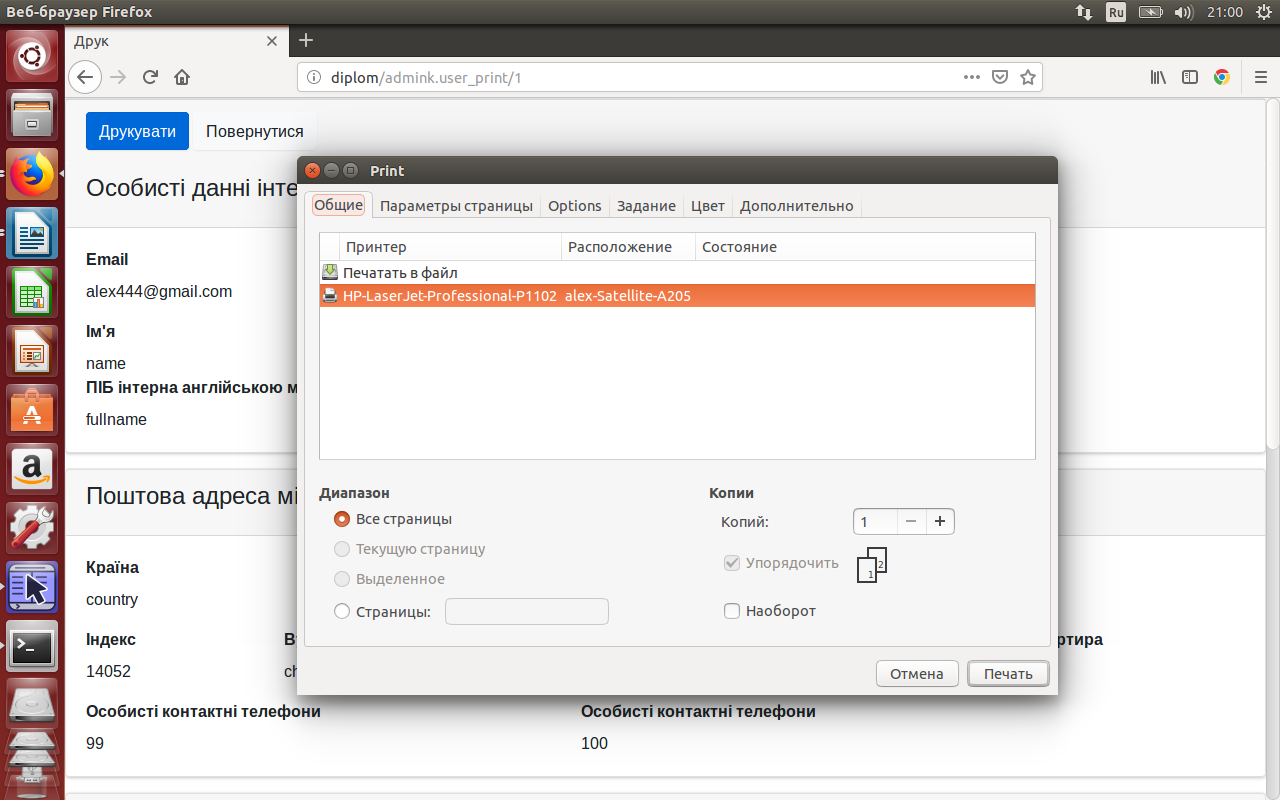 Веб-браузер Firefox
Ru
21:00
Друк
diplom/admink.user_print/1
Друкувати
Повернутися
Особисті данні інте
Email
alex444@gmail.com
Ім'я
name
ПІБ інтерна англійською м
fullname
Поштова адреса мі
Країна
country
Індекс
В
ртира
14052
ch
Особисті контактні телефони
Особисті контактні телефони
99
100
Print
Общие
Параметры страницы
Options
Задание
Цвет
Дополнительно
Принтер
Расположение
Состояние
Печатать в файл
HP-LaserJet-Professional-P1102
alex-Satellite-A205
Диапазон
Все страницы
Текущую страницу
Выделенное
Страницы:
Копии
Копий:
1
Упорядочить
2
1
Наоборот
Отмена
Печать